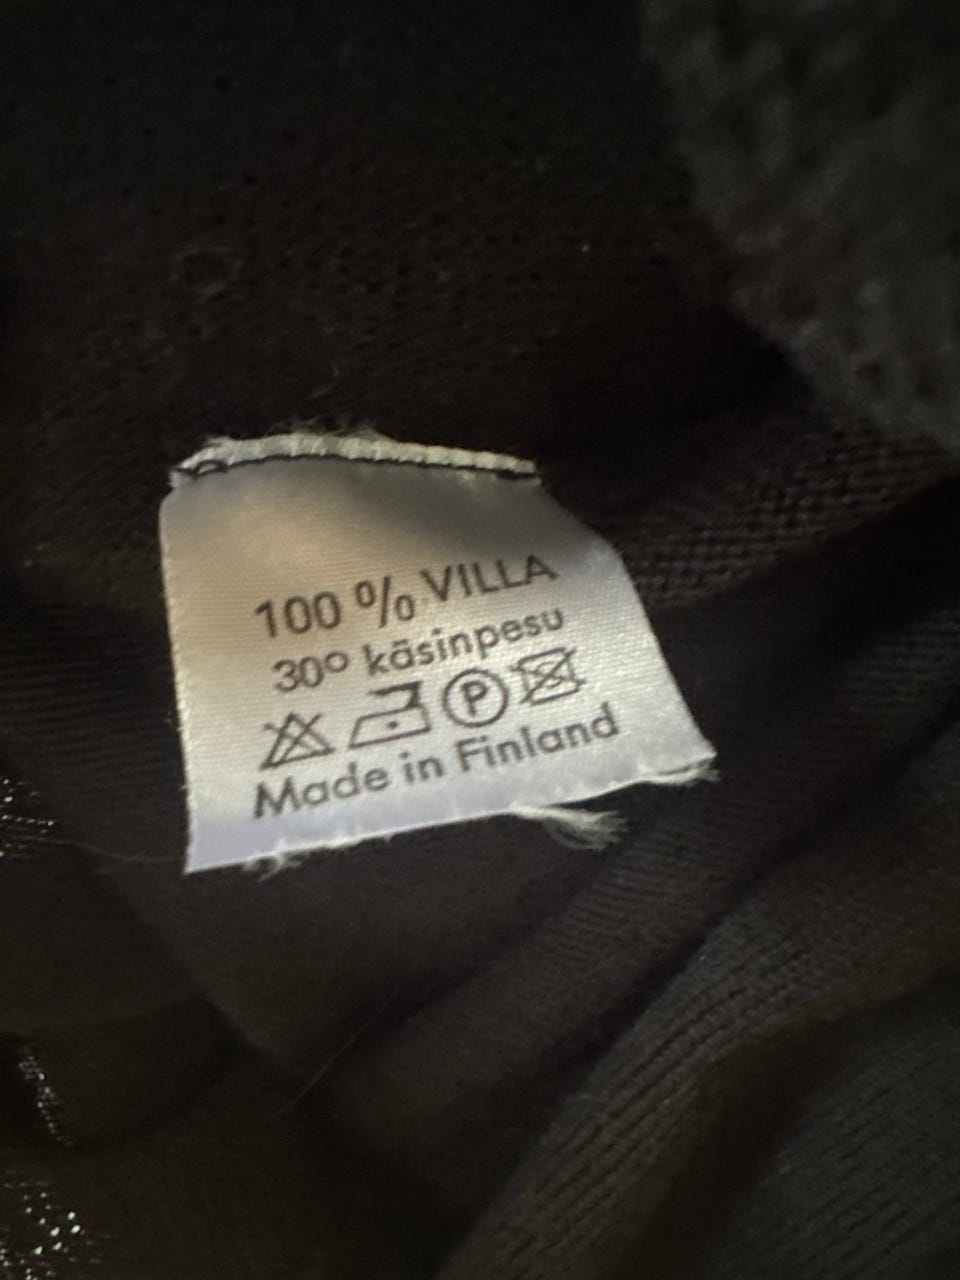 100 % VILLA
30° käsinpesu
P
Made in Finland